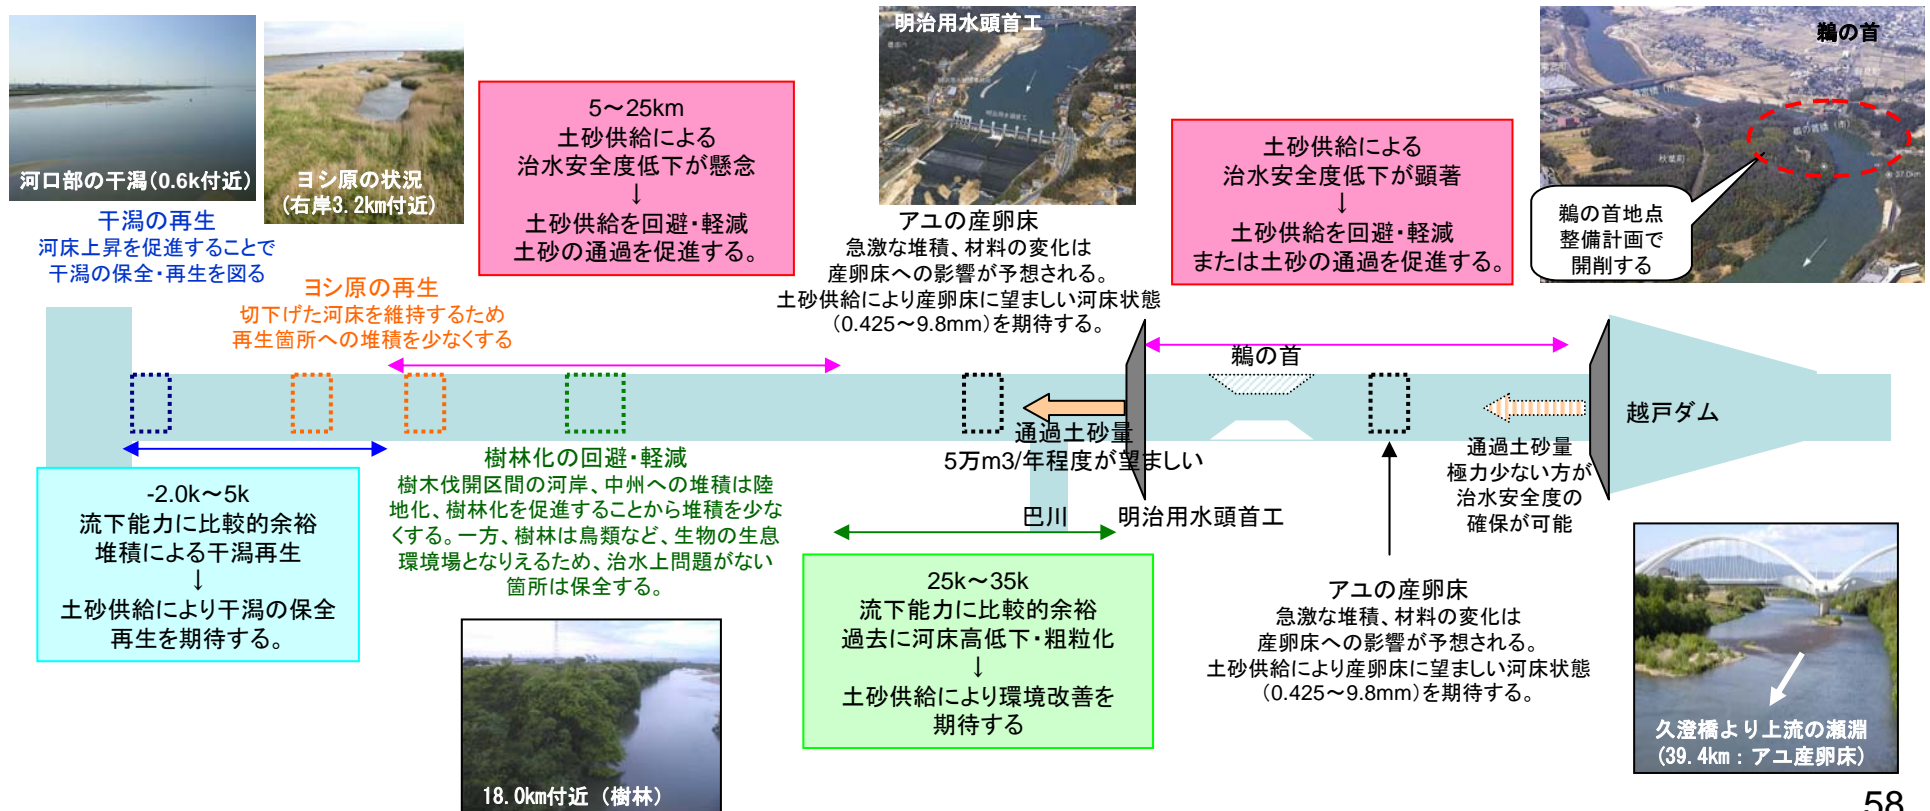 河口部の干潟(0.6k付近)
干潟の再生
河床上昇を促進することで
干潟の保全・再生を図る
ヨシ原の状況
(右岸3.2km付近)
ヨシ原の再生
切下げた河床を維持するため
再生箇所への堆積を少なくする
5～25km
土砂供給による
治水安全度低下が懸念
↓
土砂供給を回避・軽減
土砂の通過を促進する。
明治用水頭首工
明治用水頭首工
アユの産卵床
急激な堆積、材料の変化は
産卵床への影響が予想される。
土砂供給により産卵床に望ましい河床状態
（0.425～9.8mm）を期待する。
土砂供給による
治水安全度低下が顕著
↓
土砂供給を回避・軽減
または土砂の通過を促進する。
鵜の首
鵜の首橋（市）
秋葉町
37.0km
鵜の首地点
整備計画で
開削する
鵜の首
越戸ダム
通過土砂量
5万m3/年程度が望ましい
通過土砂量
極力少ない方が
治水安全度の
確保が可能
巴川
明治用水頭首工
-2.0k～5k
流下能力に比較的余裕
堆積による干潟再生
↓
土砂供給により干潟の保全
再生を期待する。
樹林化の回避・軽減
樹木伐開区間の河岸、中州への堆積は陸
地化、樹林化を促進することから堆積を少な
くする。一方、樹林は鳥類など、生物の生息
環境場となりえるため、治水上問題がない
箇所は保全する。
18.0km付近（樹林）
25k～35k
流下能力に比較的余裕
過去に河床高低下・粗粒化
↓
土砂供給により環境改善を
期待する
アユの産卵床
急激な堆積、材料の変化は
産卵床への影響が予想される。
土砂供給により産卵床に望ましい河床状態
（0.425～9.8mm）を期待する。
久澄橋より上流の瀬淵
(39.4km：アユ産卵床)
58